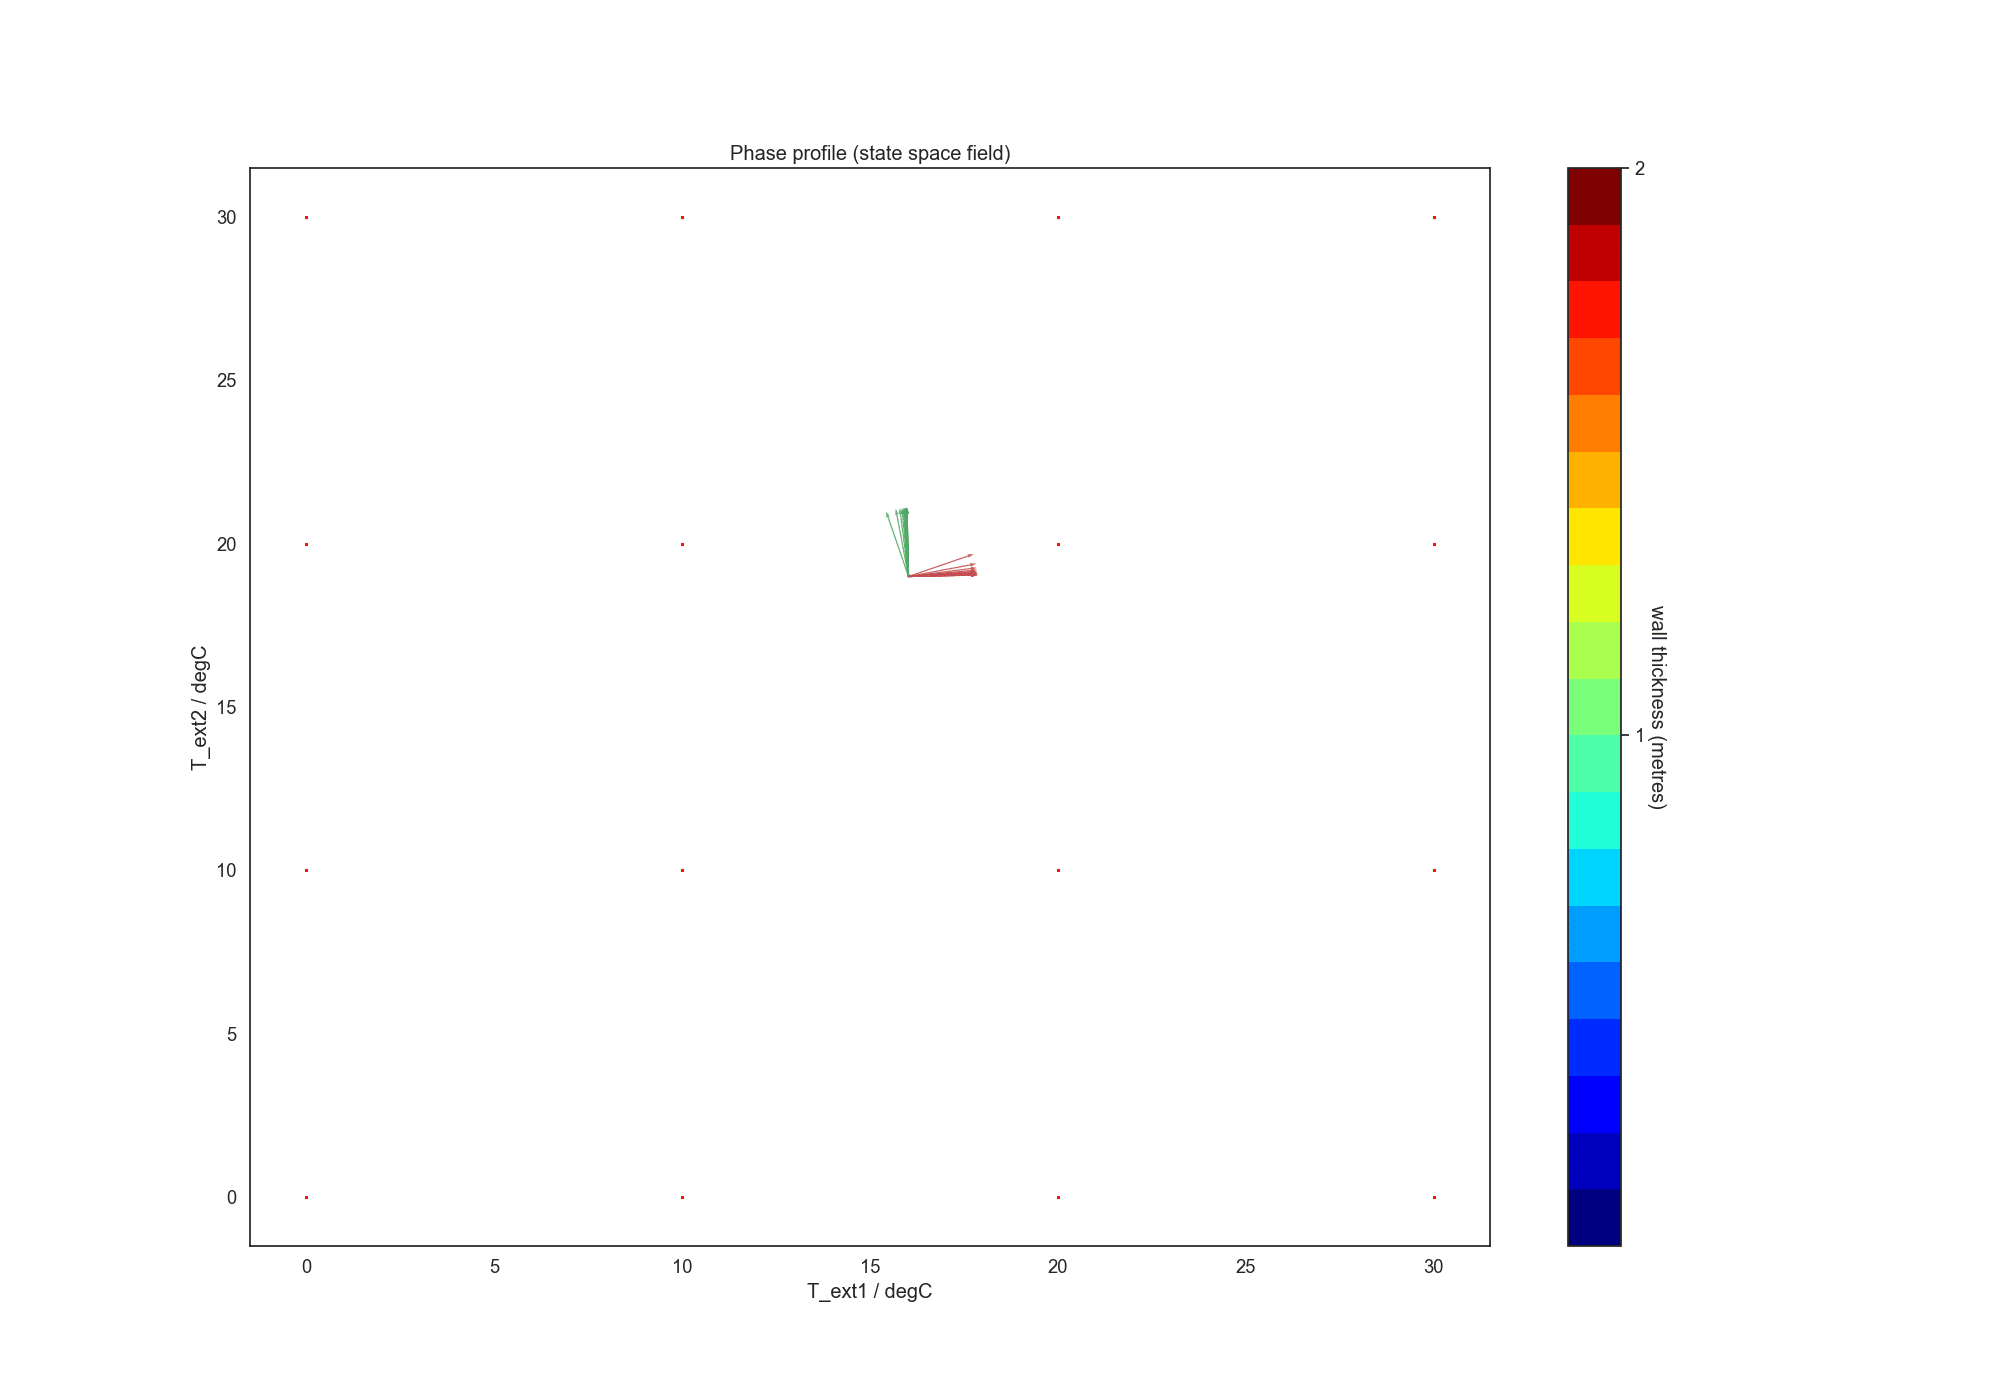 Phase profile (state space field)
30
25
20
15
10
5
0
T_ext2 / degC
0 5 10 15 20 25 30
T_ext1 / degC
2
1
wall thickness (metres)